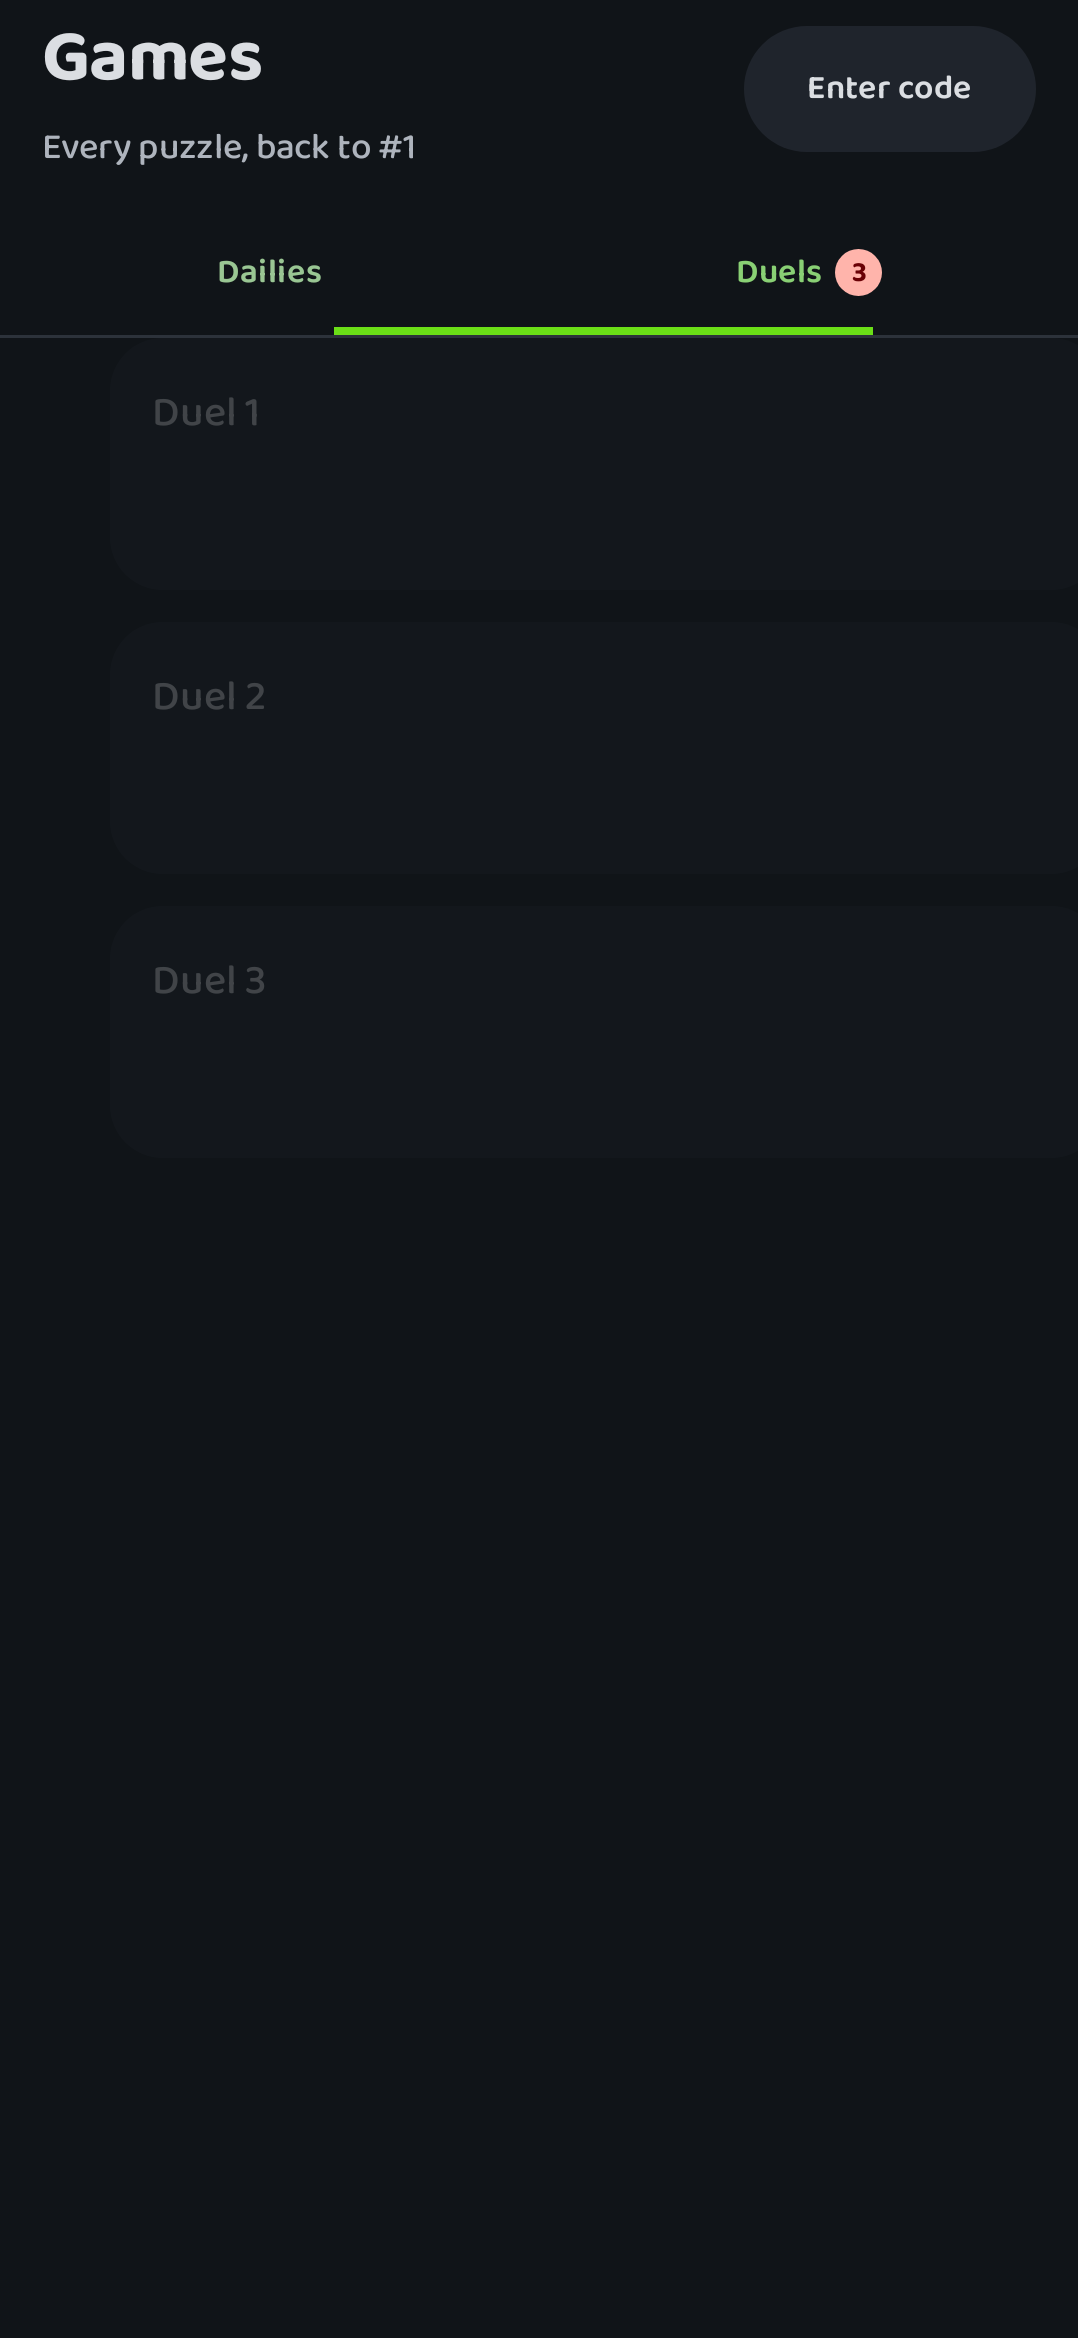 Games
Enter code
Every puzzle, back to #1
Dailies
Duels 3
Duel 1
Duel 2
Duel 3